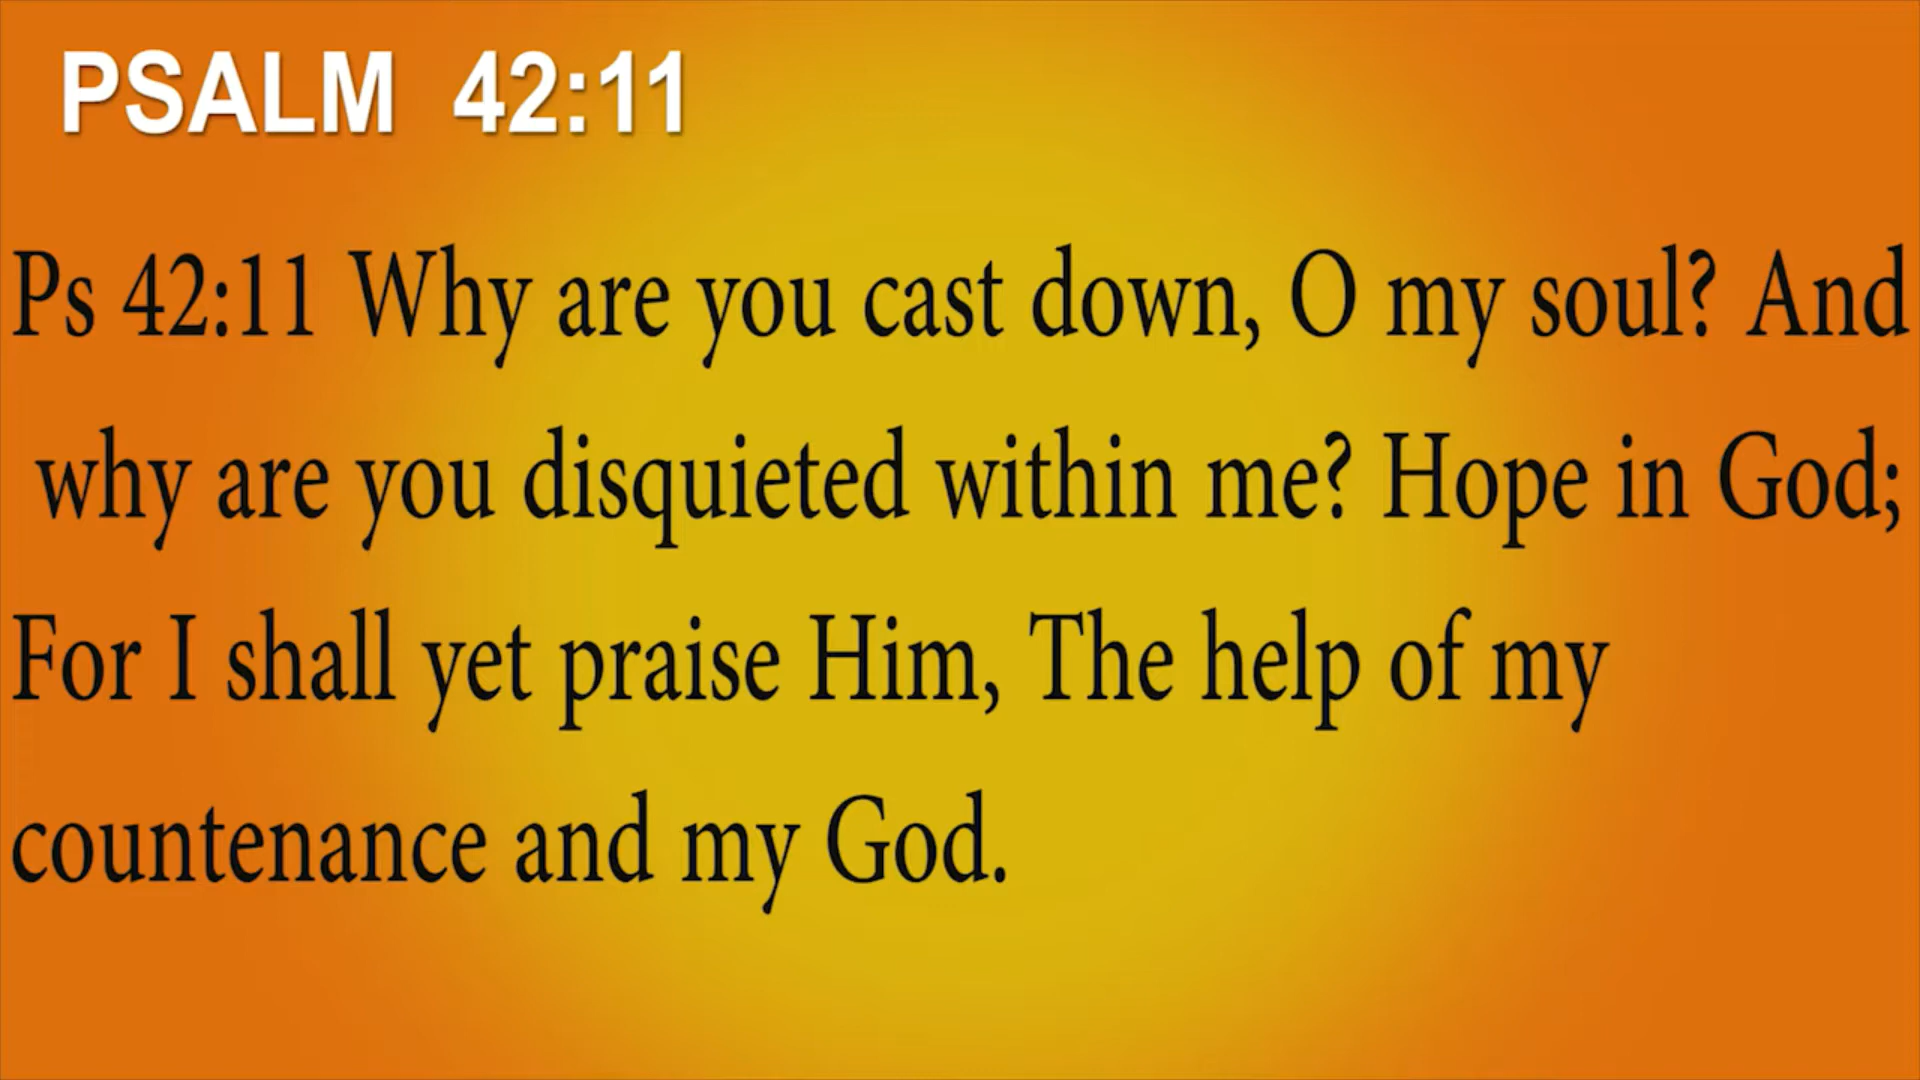 PSALM 42:11
Ps 42:11 Why are you cast down, O my soul? And
why are you disquieted within me? Hope in God;
For I shall yet praise Him, The help of my
countenance and my God.